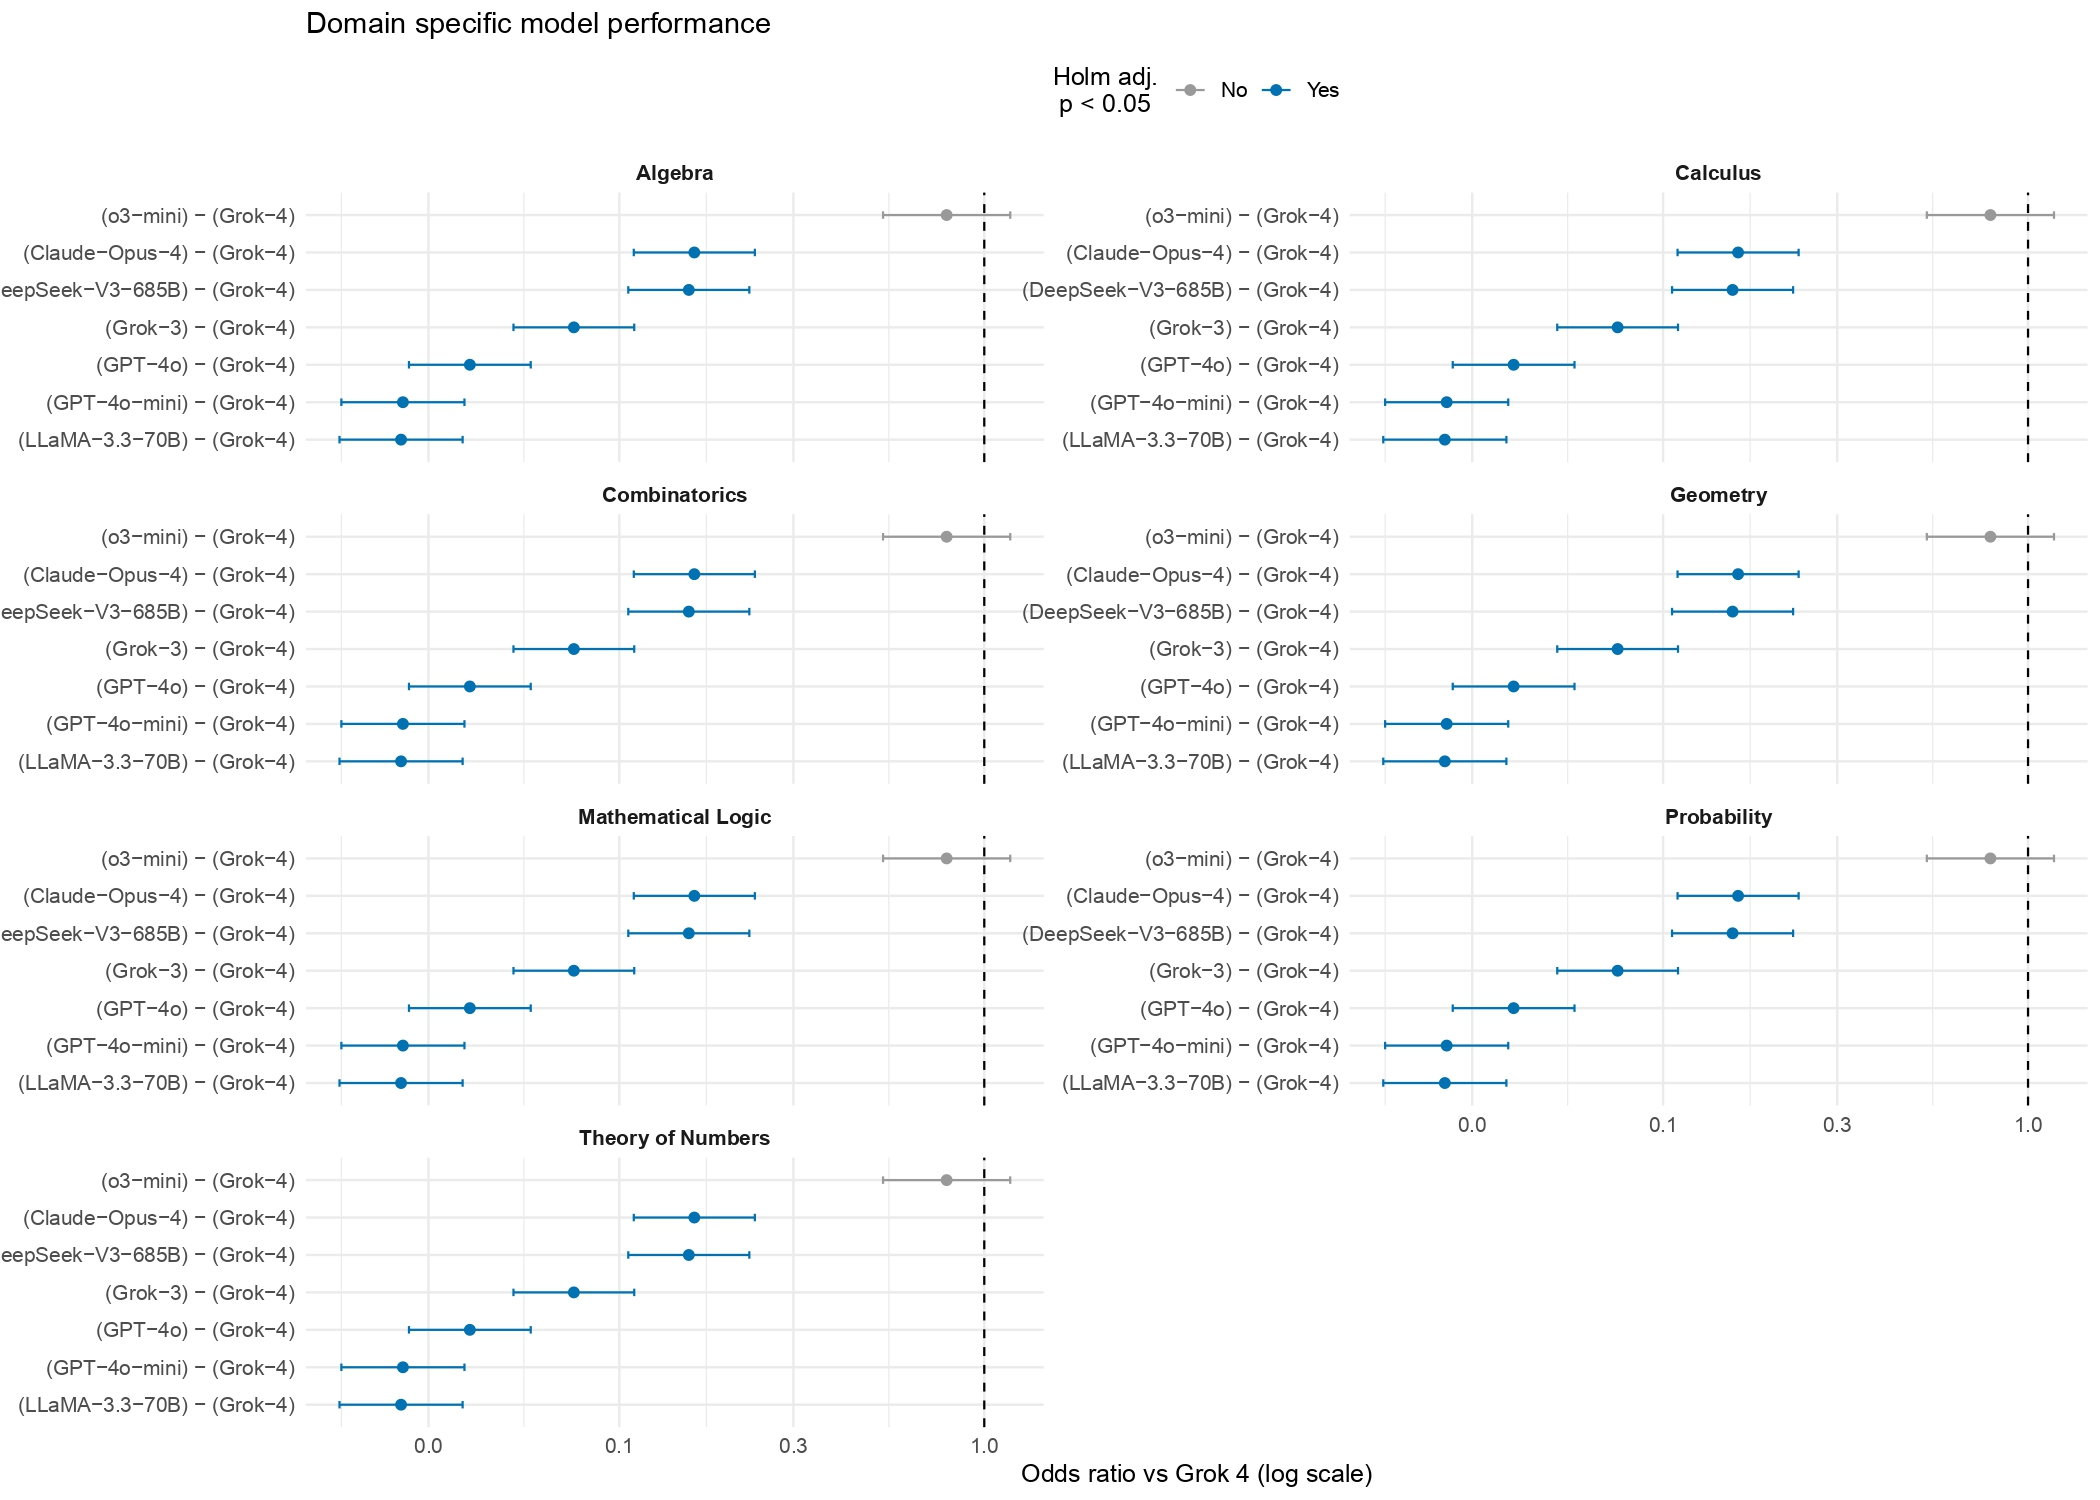 Domain specific model performance
Holm adj.
p < 0.05
No
Yes
Algebra
(o3−mini) − (Grok−4)
(Claude−Opus−4) − (Grok−4)
eepSeek−V3−685B) − (Grok−4)
(Grok−3) − (Grok−4)
(GPT−4o) − (Grok−4)
(GPT−4o−mini) − (Grok−4)
(LLaMA−3.3−70B) − (Grok−4)
Calculus
(o3−mini) − (Grok−4)
(Claude−Opus−4) − (Grok−4)
(DeepSeek−V3−685B) − (Grok−4)
(Grok−3) − (Grok−4)
(GPT−4o) − (Grok−4)
(GPT−4o−mini) − (Grok−4)
(LLaMA−3.3−70B) − (Grok−4)
Combinatorics
(o3−mini) − (Grok−4)
(Claude−Opus−4) − (Grok−4)
eepSeek−V3−685B) − (Grok−4)
(Grok−3) − (Grok−4)
(GPT−4o) − (Grok−4)
(GPT−4o−mini) − (Grok−4)
(LLaMA−3.3−70B) − (Grok−4)
Geometry
(o3−mini) − (Grok−4)
(Claude−Opus−4) − (Grok−4)
(DeepSeek−V3−685B) − (Grok−4)
(Grok−3) − (Grok−4)
(GPT−4o) − (Grok−4)
(GPT−4o−mini) − (Grok−4)
(LLaMA−3.3−70B) − (Grok−4)
Mathematical Logic
(o3−mini) − (Grok−4)
(Claude−Opus−4) − (Grok−4)
eepSeek−V3−685B) − (Grok−4)
(Grok−3) − (Grok−4)
(GPT−4o) − (Grok−4)
(GPT−4o−mini) − (Grok−4)
(LLaMA−3.3−70B) − (Grok−4)
Probability
(o3−mini) − (Grok−4)
(Claude−Opus−4) − (Grok−4)
(DeepSeek−V3−685B) − (Grok−4)
(Grok−3) − (Grok−4)
(GPT−4o) − (Grok−4)
(GPT−4o−mini) − (Grok−4)
(LLaMA−3.3−70B) − (Grok−4)
0.0 0.1 0.3 1.0
Theory of Numbers
(o3−mini) − (Grok−4)
(Claude−Opus−4) − (Grok−4)
eepSeek−V3−685B) − (Grok−4)
(Grok−3) − (Grok−4)
(GPT−4o) − (Grok−4)
(GPT−4o−mini) − (Grok−4)
(LLaMA−3.3−70B) − (Grok−4)
0.0 0.1 0.3 1.0
Odds ratio vs Grok 4 (log scale)